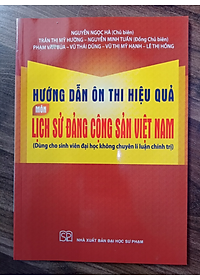 NGUYỄN NGỌC HÀ (Chủ biên)
TRẦN THỊ MỸ HƯỜNG - NGUYỄN MINH TUẤN (Đồng Chủ biên)
PHẠM VĂN BÚA - VŨ THÁI DŨNG - VŨ THỊ MỸ HẠNH - LÊ THỊ HỒNG
HƯỚNG DẪN ÔN THI HIỆU QUẢ
MÔN
LỊCH SỬ ĐẢNG CỘNG SẢN VIỆT NAM
(Dùng cho sinh viên đại học không chuyên lí luận chính trị)
NHÀ XUẤT BẢN ĐẠI HỌC SƯ PHẠM